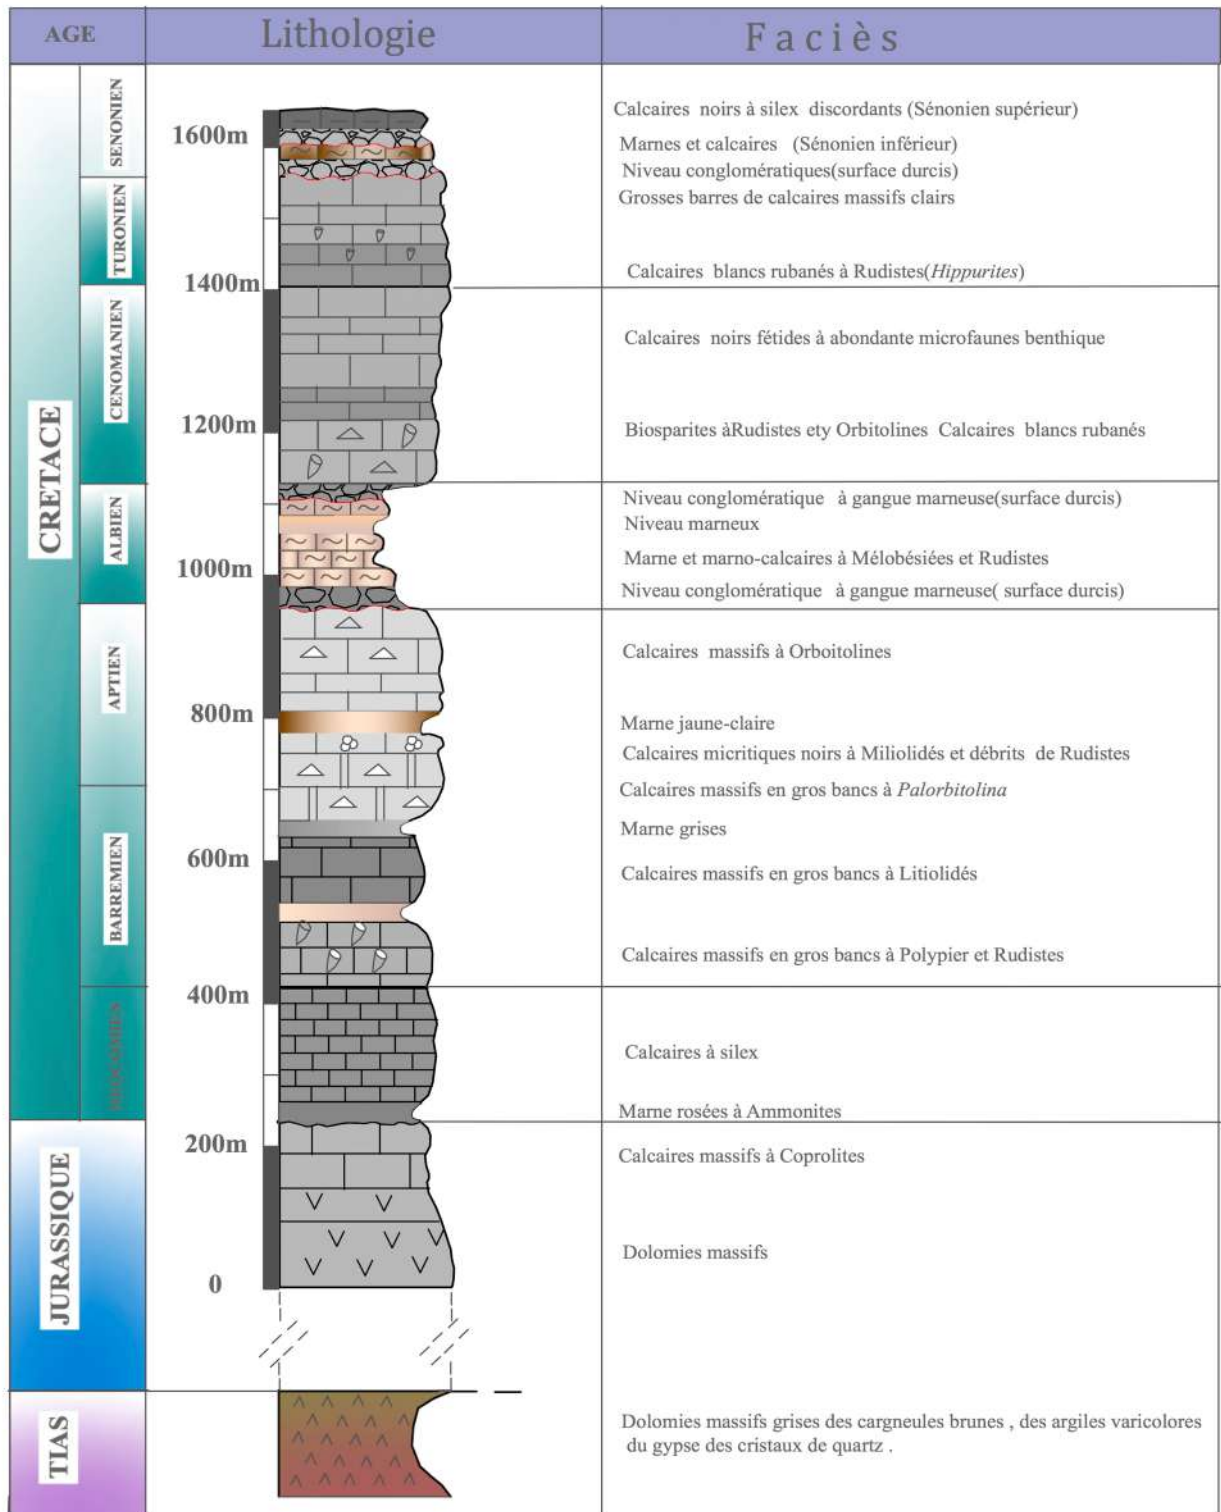 AGE
Lithologie
Faciès
CRETACE
SENONIEN
1600m
Calcaires noirs à silex discordants (Sénonien supérieur)
Marnes et calcaires (Sénonien inférieur)
Niveau conglomératiques(surface durcis)
TURONIEN
Grosses barres de calcaires massifs clairs
Calcaires blancs rubanés à Rudistes(Hippurites)
1400m
CENOMANIEN
Calcaires noirs fétides à abondante microfaunes benthique
1200m
Biosparites àRudistes ety Orbitolines Calcaires blancs rubanés
ALBIEN
Niveau conglomératique à gangue marneuse(surface durcis)
Niveau marneux
Marne et marno-calcaires à Mélobésiées et Rudistes
1000m
Niveau conglomératique à gangue marneuse( surface durcis)
APTIEN
Calcaires massifs à Orboitolines
800m
Marne jaune-claire
Calcaires micritiques noirs à Miliolidés et débrits de Rudistes
BARREMIEN
Calcaires massifs en gros bancs à Palorbitolina
Marne grises
600m
Calcaires massifs en gros bancs à Litiolidés
Calcaires massifs en gros bancs à Polypier et Rudistes
400m
Calcaires à silex
Marne rosées à Ammonites
JURASSIQUE
200m
Calcaires massifs à Coprolites
Dolomies massifs
0
TIAS
Dolomies massifs grises des cargneules brunes , des argiles varicolores
du gypse des cristaux de quartz .